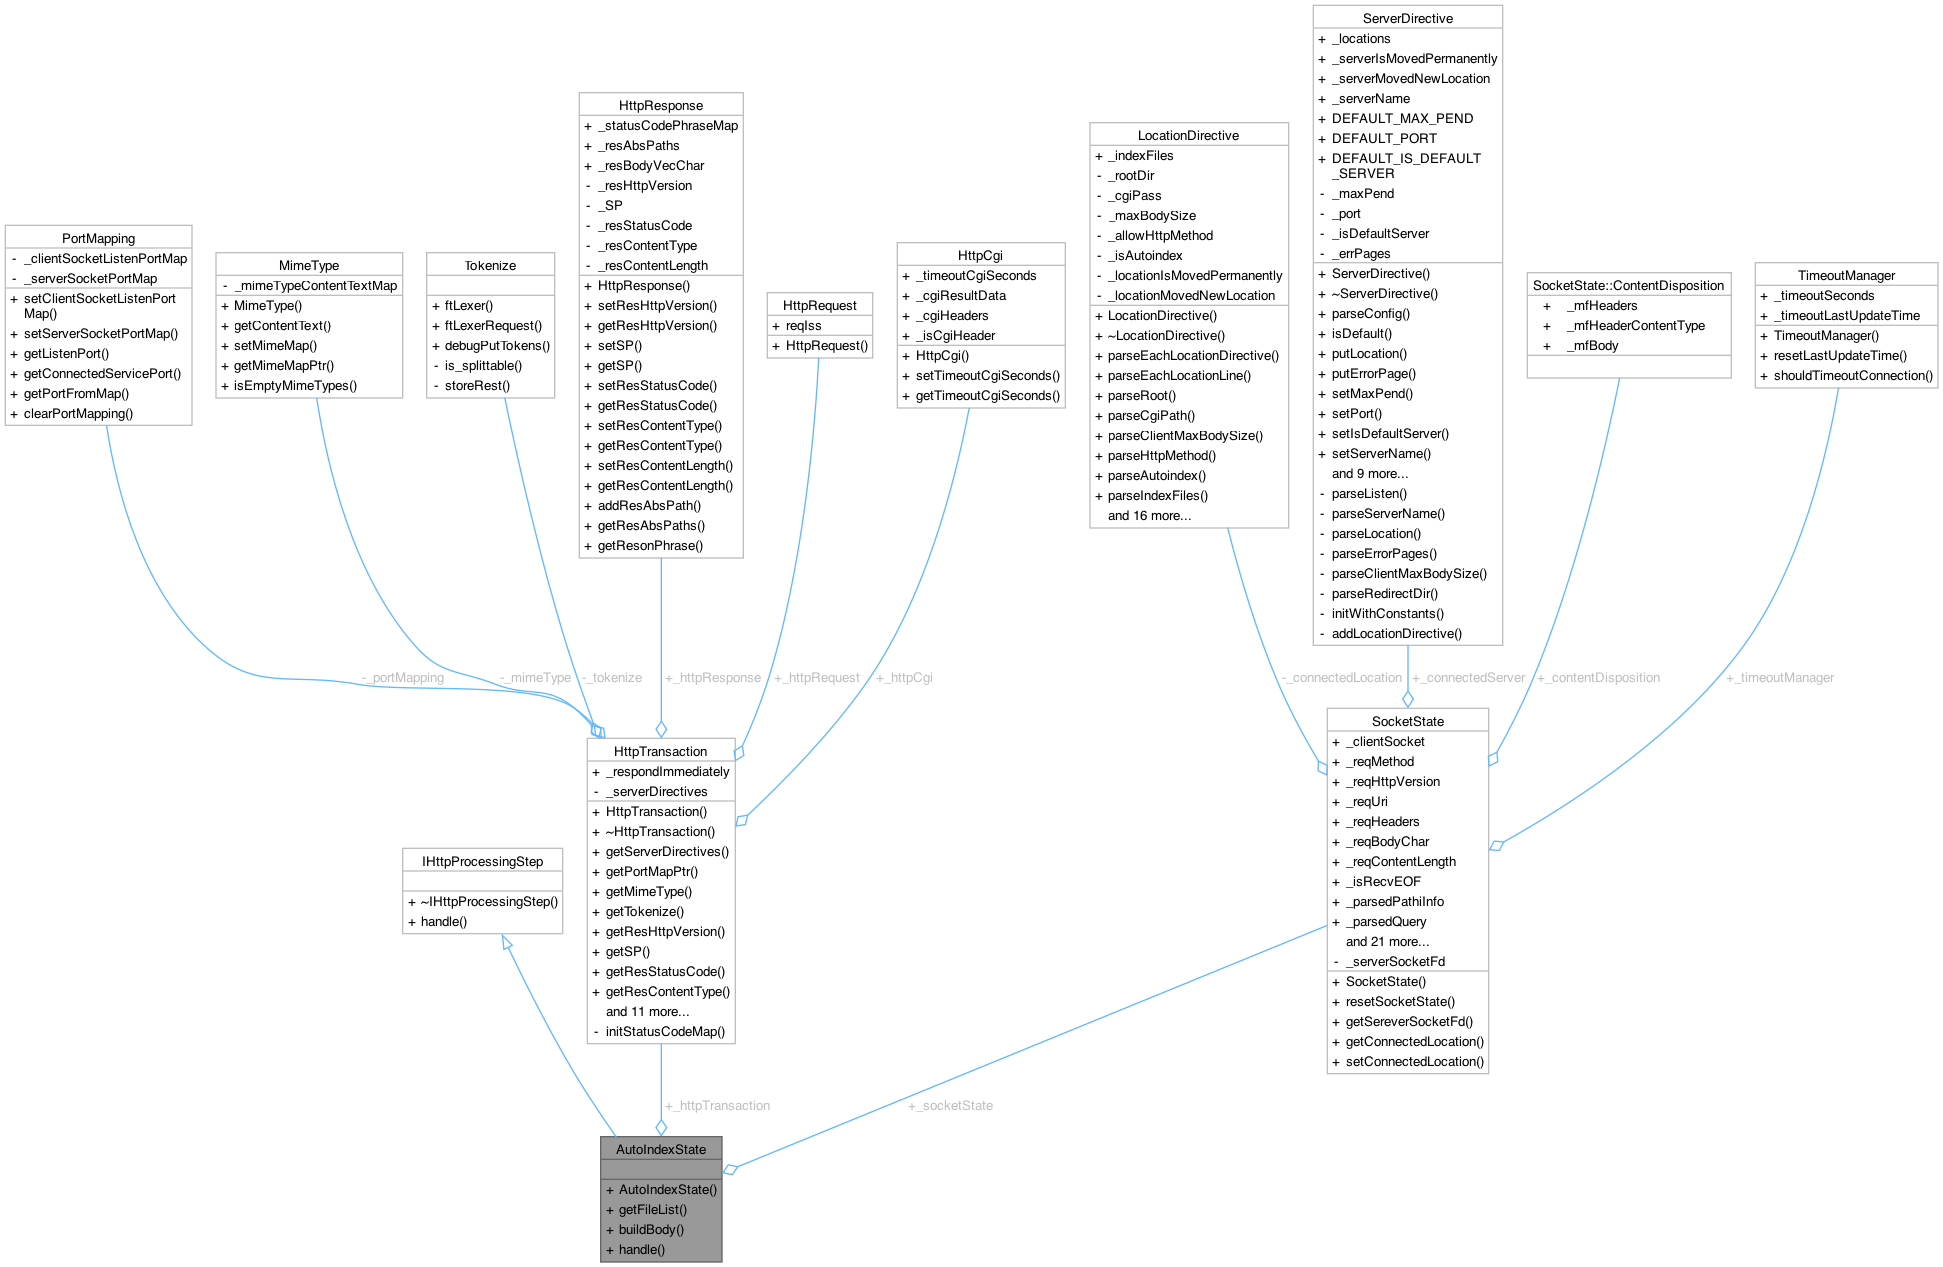 ServerDirective
+ _locations
+ _serverIsMovedPermanently
+ _serverMovedNewLocation
+ _serverName
+ DEFAULT_MAX_PEND
+ DEFAULT_PORT
+ DEFAULT_IS_DEFAULT
_SERVER
- _maxPend
- _port
- _isDefaultServer
- _errPages
+ ServerDirective()
+ ~ServerDirective()
+ parseConfig()
+ isDefault()
+ putLocation()
+ putErrorPage()
+ setMaxPend()
+ setPort()
+ setIsDefaultServer()
+ setServerName()
and 9 more...
- parseListen()
- parseServerName()
- parseLocation()
- parseErrorPages()
- parseClientMaxBodySize()
- parseRedirectDir()
- initWithConstants()
- addLocationDirective()
HttpResponse
+ _statusCodePhraseMap
+ _resAbsPaths
+ _resBodyVecChar
- _resHttpVersion
- _SP
- _resStatusCode
- _resContentType
- _resContentLength
+ HttpResponse()
+ setResHttpVersion()
+ getResHttpVersion()
+ setSP()
+ getSP()
+ setResStatusCode()
+ getResStatusCode()
+ setResContentType()
+ getResContentType()
+ setResContentLength()
+ getResContentLength()
+ addResAbsPath()
+ getResAbsPaths()
+ getResonPhrase()
LocationDirective
+ _indexFiles
- _rootDir
- _cgiPass
- _maxBodySize
- _allowHttpMethod
- _isAutoindex
- _locationIsMovedPermanently
- _locationMovedNewLocation
+ LocationDirective()
+ ~LocationDirective()
+ parseEachLocationDirective()
+ parseEachLocationLine()
+ parseRoot()
+ parseCgiPath()
+ parseClientMaxBodySize()
+ parseHttpMethod()
+ parseAutoindex()
+ parseIndexFiles()
and 16 more...
PortMapping
- _clientSocketListenPortMap
- _serverSocketPortMap
+ setClientSocketListenPort
Map()
+ setServerSocketPortMap()
+ getListenPort()
+ getConnectedServicePort()
+ getPortFromMap()
+ clearPortMapping()
MimeType
- _mimeTypeContentTextMap
+ MimeType()
+ getContentText()
+ setMimeMap()
+ getMimeMapPtr()
+ isEmptyMimeTypes()
Tokenize
+ ftLexer()
+ ftLexerRequest()
+ debugPutTokens()
- is_splittable()
- storeRest()
HttpRequest
+ reqIss
+ HttpRequest()
HttpCgi
+ _timeoutCgiSeconds
+ _cgiResultData
+ _cgiHeaders
+ _isCgiHeader
+ HttpCgi()
+ setTimeoutCgiSeconds()
+ getTimeoutCgiSeconds()
SocketState::ContentDisposition
+ _mfHeaders
+ _mfHeaderContentType
+ _mfBody
TimeoutManager
+ _timeoutSeconds
+ _timeoutLastUpdateTime
+ TimeoutManager()
+ resetLastUpdateTime()
+ shouldTimeoutConnection()
-_portMapping
-_mimeType
-_tokenize
+_httpResponse
+_httpRequest
+_httpCgi
-_connectedLocation
+_connectedServer
+_contentDisposition
+_timeoutManager
HttpTransaction
+ _respondImmediately
- _serverDirectives
+ HttpTransaction()
+ ~HttpTransaction()
+ getServerDirectives()
+ getPortMapPtr()
+ getMimeType()
+ getTokenize()
+ getResHttpVersion()
+ getSP()
+ getResStatusCode()
+ getResContentType()
and 11 more...
- initStatusCodeMap()
SocketState
+ _clientSocket
+ _reqMethod
+ _reqHttpVersion
+ _reqUri
+ _reqHeaders
+ _reqBodyChar
+ _reqContentLength
+ _isRecvEOF
+ _parsedPathiInfo
+ _parsedQuery
and 21 more...
- _serverSocketFd
+ SocketState()
+ resetSocketState()
+ getSereverSocketFd()
+ getConnectedLocation()
+ setConnectedLocation()
IHttpProcessingStep
+ ~IHttpProcessingStep()
+ handle()
+_httpTransaction
+_socketState
AutoIndexState
+ AutoIndexState()
+ getFileList()
+ buildBody()
+ handle()